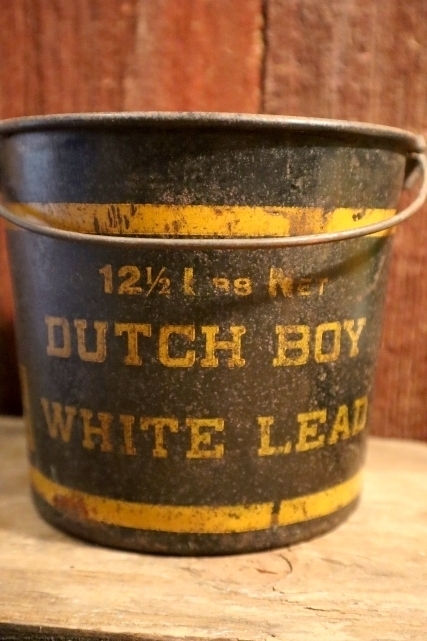 12½ Lbs Net
DUTCH BOY
WHITE LEAD